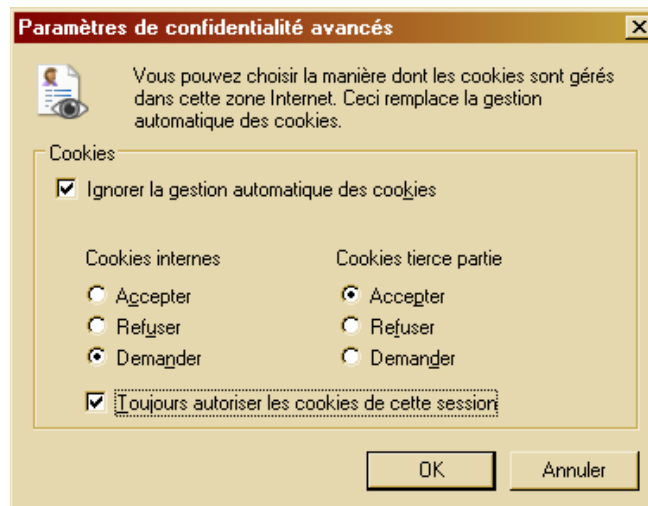 Paramètres de confidentialité avancés
Vous pouvez choisir la manière dont les cookies sont gérés
dans cette zone Internet. Ceci remplace la gestion
automatique des cookies.
Cookies
Ignorer la gestion automatique des cookies
Cookies internes
Accepter
Refuser
Demander
Cookies tierce partie
Accepter
Refuser
Demander
Toujours autoriser les cookies de cette session
OK
Annuler